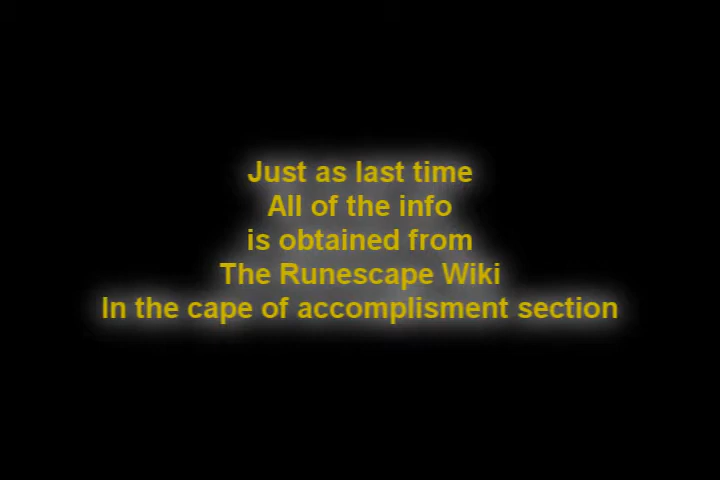 Just as last time
All of the info
is obtained from
The Runescape Wiki
In the cape of accomplisment section